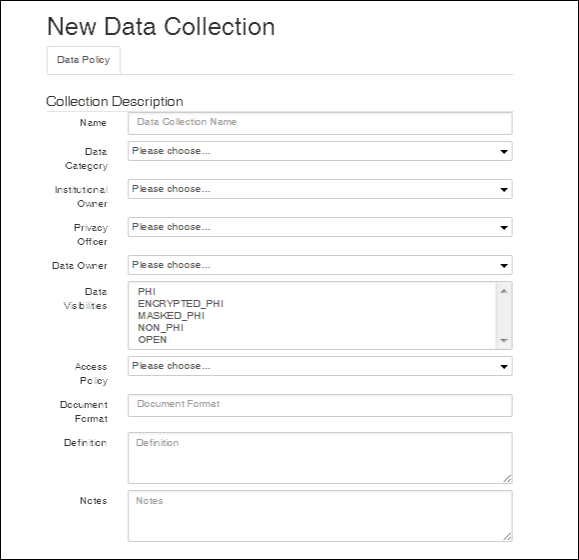 New Data Collection
Data Policy
Collection Description
Name
Data Collection Name
Data
Category
Please choose...
Institutional
Owner
Please choose...
Privacy
Officer
Please choose...
Data Owner
Please choose...
Data
Visibilities
PHI
ENCRYPTED_PHI
MASKED_PHI
NON_PHI
OPEN
Access
Policy
Please choose...
Document
Format
Document Format
Definition
Definition
Notes
Notes